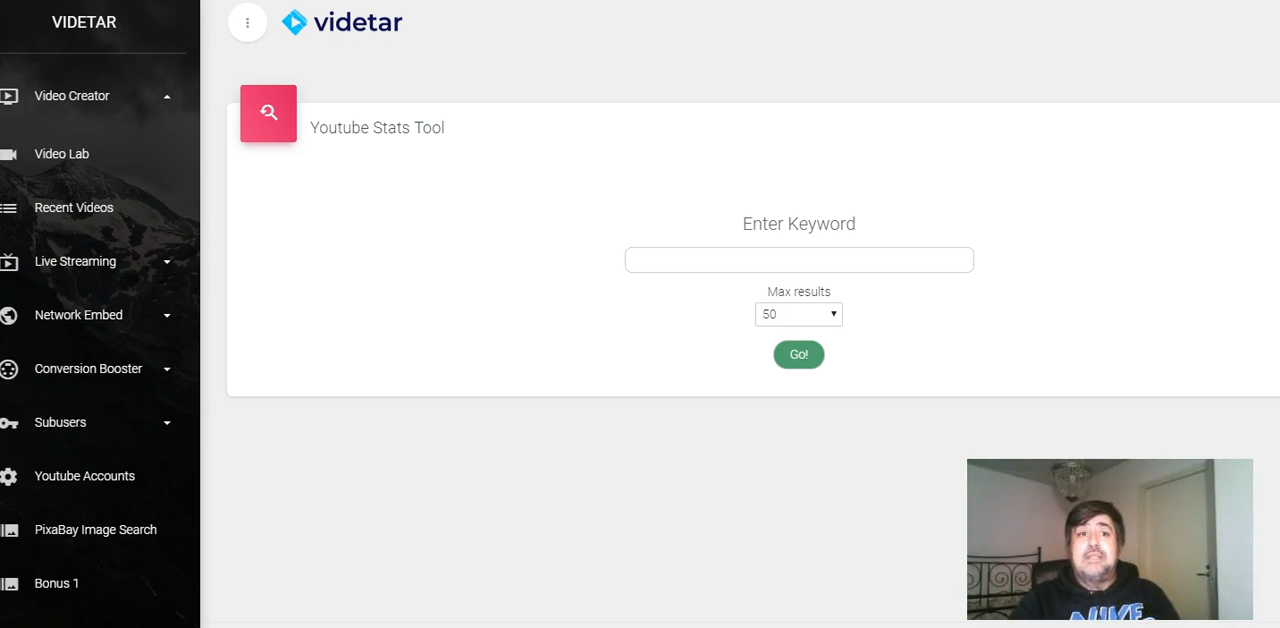 VIDETAR
videtar
Video Creator
Video Lab
Recent Videos
Live Streaming
Network Embed
Conversion Booster
Subusers
Youtube Accounts
PixaBay Image Search
Bonus 1
Youtube Stats Tool
Enter Keyword
Max results
50
Go!